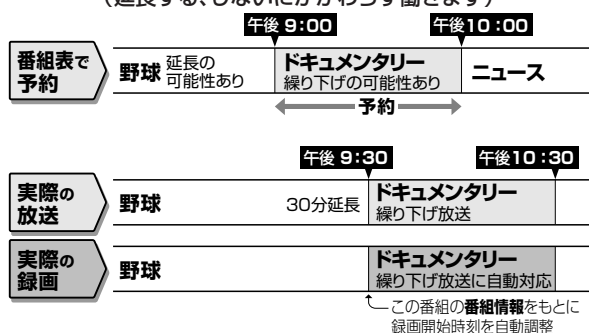 (延長する、しないにかかわらず働きます)
午後 9:00 午後10:00
番組表で
予約
野球 延長の
可能性あり
ドキュメンタリー
繰り下げの可能性あり
ニュース
予約
午後 9:30 午後10:30
実際の
放送
野球 30分延長
ドキュメンタリー
繰り下げ放送
実際の
録画
野球
ドキュメンタリー
繰り下げ放送に自動対応
この番組の番組情報をもとに
録画開始時刻を自動調整